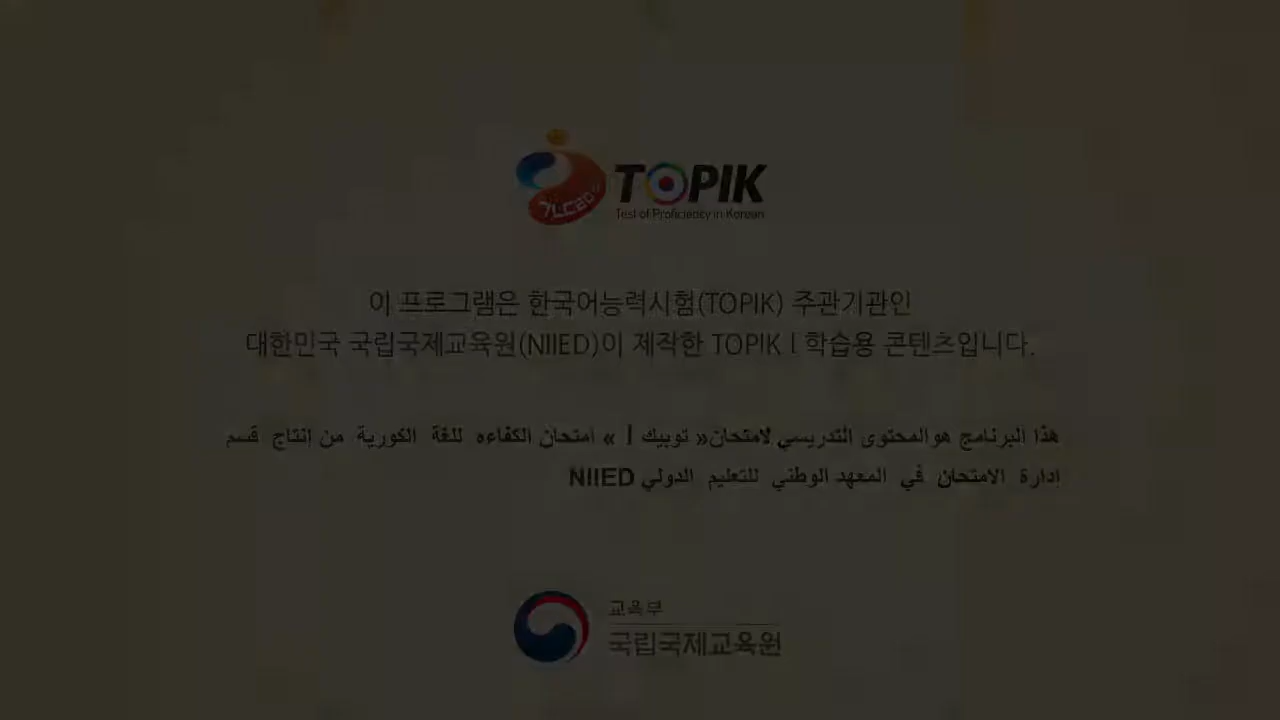 가나다라
TOPIK
Test of Proficiency in Korean
이 프로그램은 한국어능력시험(TOPIK) 주관기관인
대한민국 국립국제교육원(NIIED)이 제작한 TOPIK I 학습용 콘텐츠입니다.
هذا البرنامج هوالمحتوى التدريسي لامتحان« توبيك I » امتحان الكفاءه للغة الكورية من إنتاج قسم
إدارة الامتحان في المعهد الوطني للتعليم الدولي NIIED
교육부
국립국제교육원